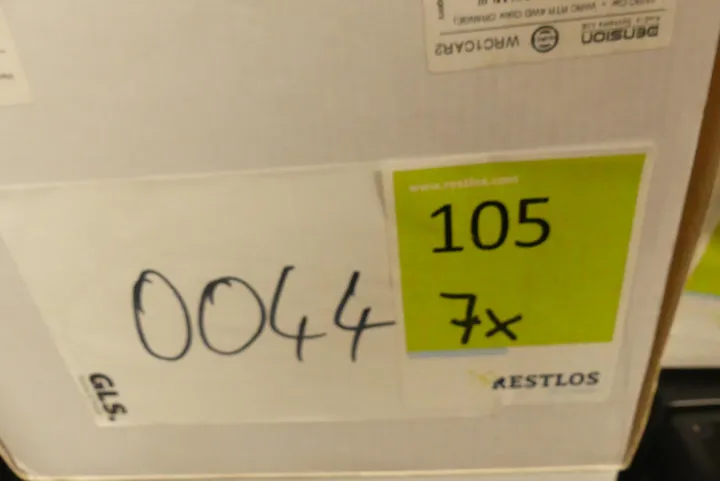 DENSION
WRC1CAR2
www.restlos.com
105
7x
0044
RESTLOS
GLS.